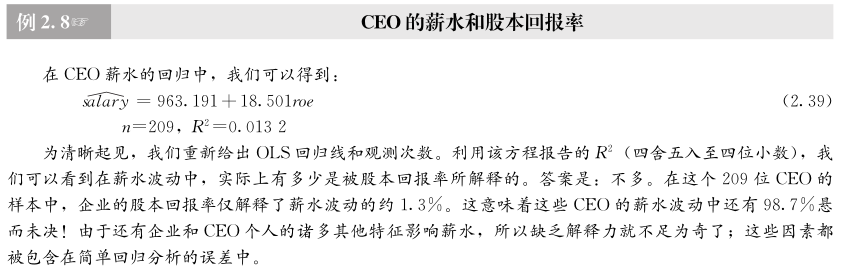 例 2.8 CEO 的薪水和股本回报率
在 CEO 薪水的回归中，我们可以得到：
salary^ = 963.191+18.501roe (2.39)
n=209，R²=0.013 2
为清晰起见，我们重新给出 OLS 回归线和观测次数。利用该方程报告的 R²（四舍五入至四位小数），我
们可以看到在薪水波动中，实际上有多少是被股本回报率所解释的。答案是：不多。在这个 209 位 CEO 的
样本中，企业的股本回报率仅解释了薪水波动的约 1.3%。这意味着这些 CEO 的薪水波动中还有 98.7%悬
而未决！由于还有企业和 CEO 个人的诸多其他特征影响薪水，所以缺乏解释力就不足为奇了；这些因素都
被包含在简单回归分析的误差中。